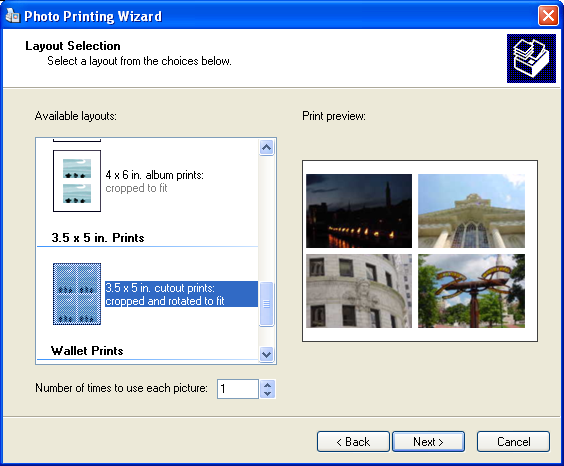 Photo Printing Wizard
Layout Selection
Select a layout from the choices below.
Available layouts:
Print preview:
4 x 6 in. album prints:
cropped to fit
3.5 x 5 in. Prints
3.5 x 5 in. cutout prints:
cropped and rotated to fit
Wallet Prints
Number of times to use each picture: 1
< Back
Next >
Cancel